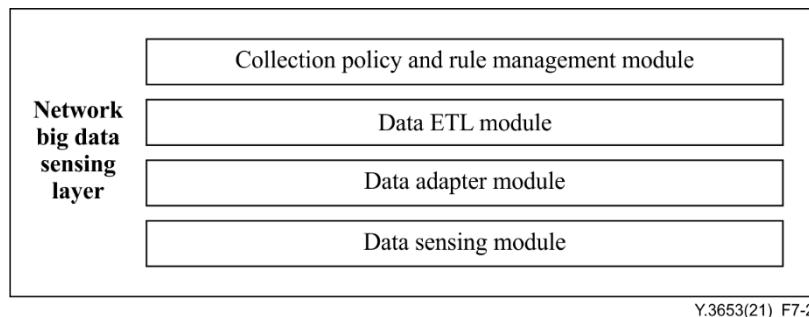 Collection policy and rule management module
Network
big data
sensing
layer
Data ETL module
Data adapter module
Data sensing module
Y.3653(21)_F7-2